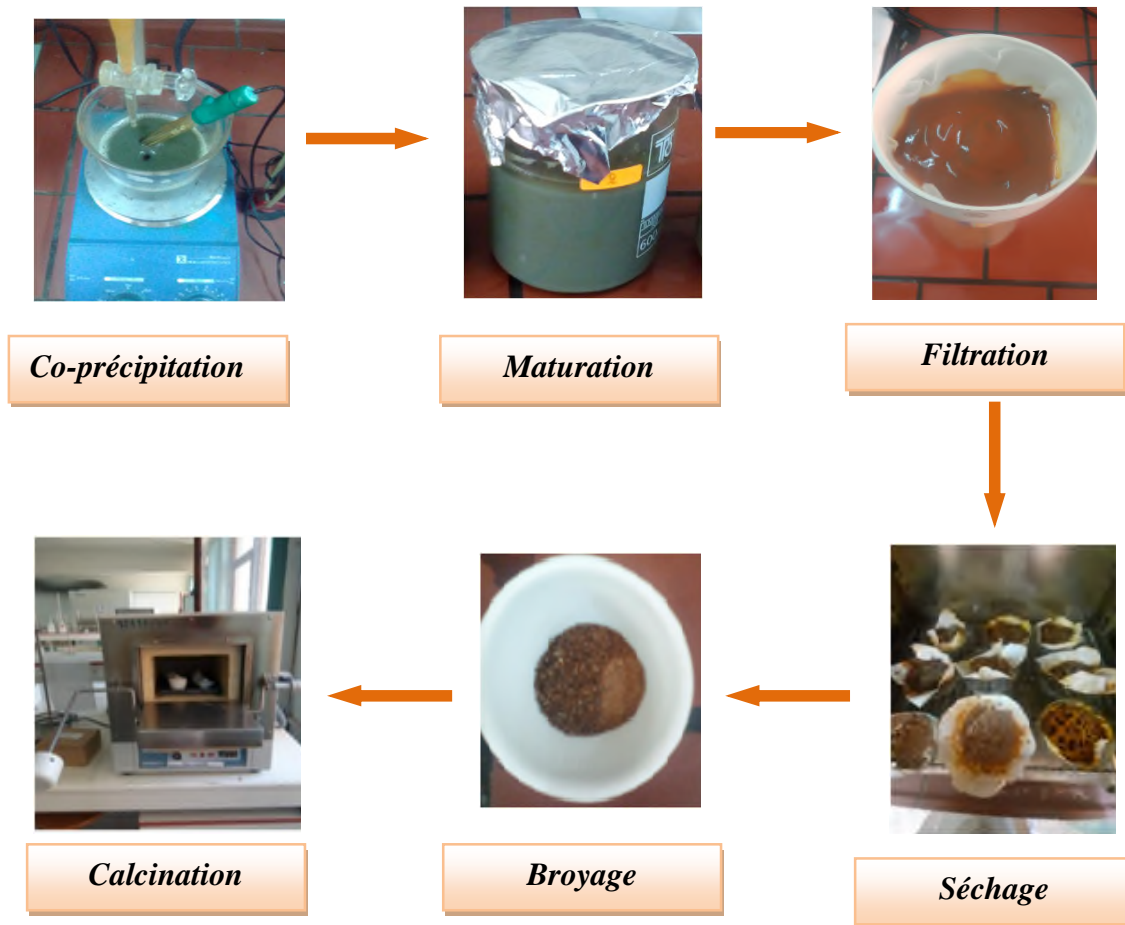 Co-précipitation
Maturation
Filtration
Séchage
Broyage
Calcination